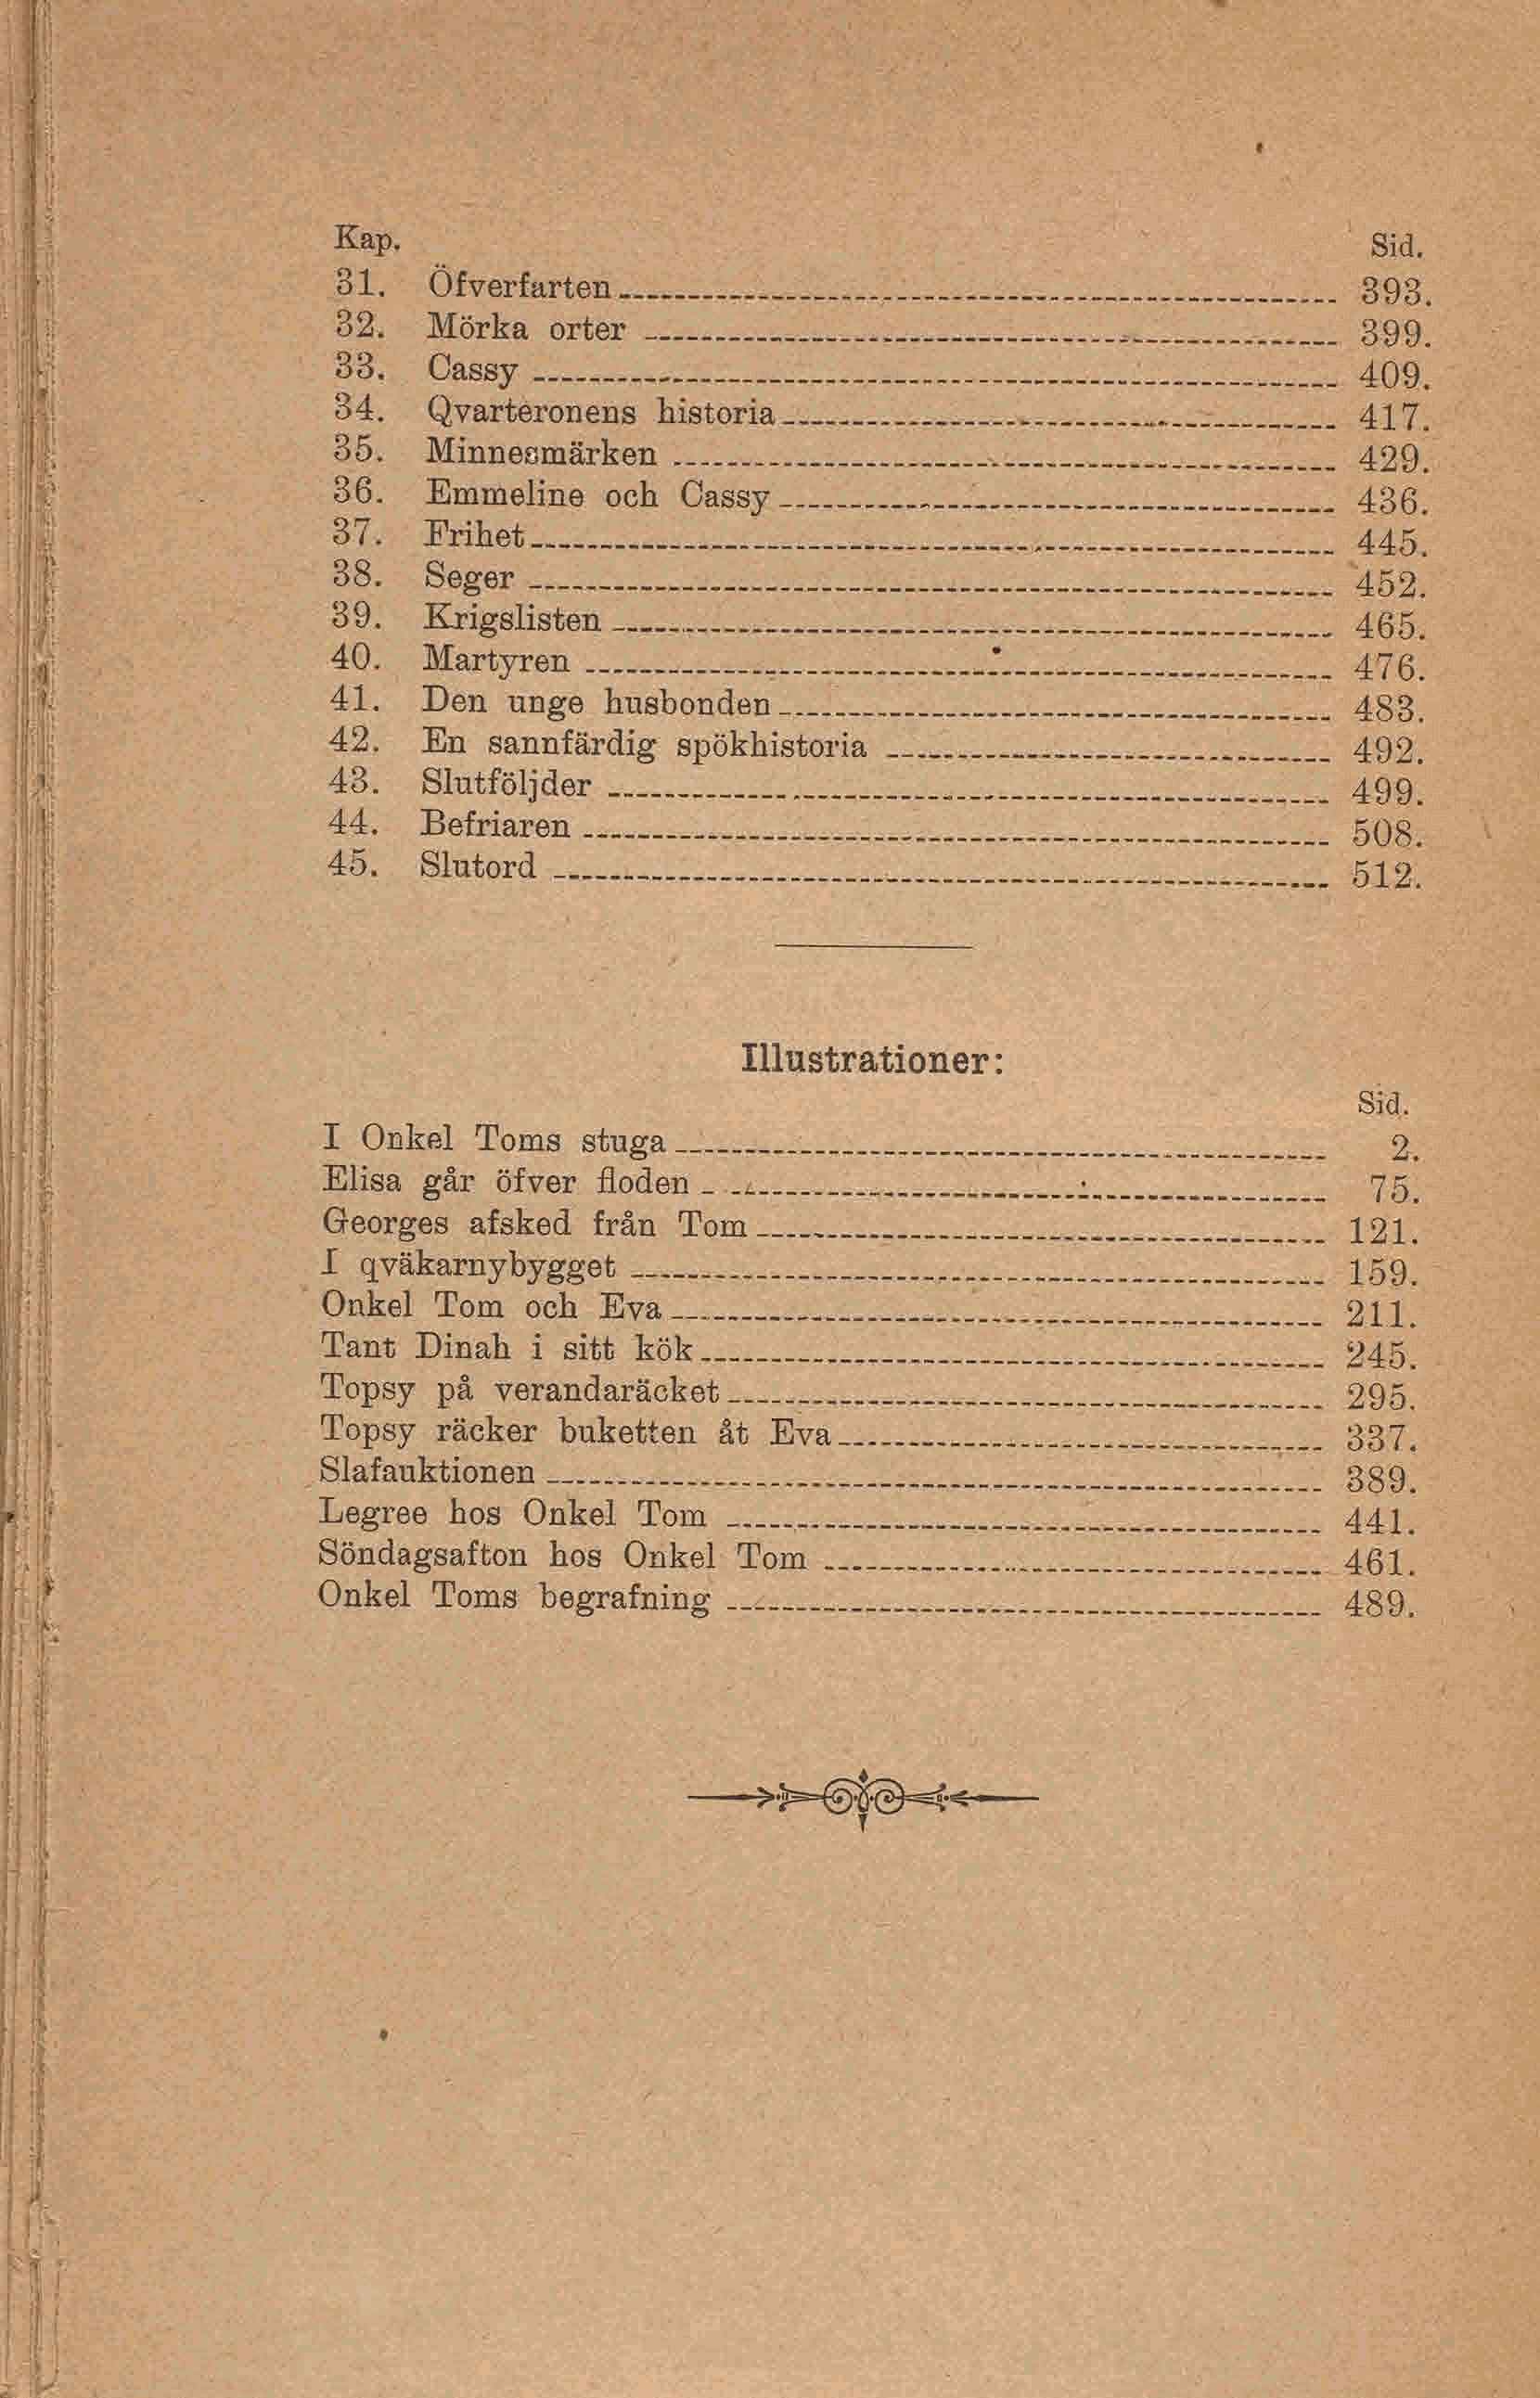 Kap. Sid.
31. Öfverfarten 393.
32. Mörka orter 399.
33. Cassy 409.
34. Qvarteronens historia 417.
35. Minnesmärken 429.
36. Emmeline och Cassy 436.
37. Frihet 445.
38. Seger 452.
39. Krigslisten 465.
40. Martyren 476.
41. Den unge husbonden 483.
42. En sannfärdig spökhistoria 492.
43. Slutföljder 499.
44. Befriaren 508.
45. Slutord 512.
Illustrationer:
Sid.
I Onkel Toms stuga 2.
Elisa går öfver floden 75.
Georges afsked från Tom 121.
I qväkarnybygget 159.
Onkel Tom och Eva 211.
Tant Dinah i sitt kök 245.
Topsy på verandaräcket 295.
Topsy räcker buketten åt Eva 337.
Slafauktionen 389.
Legree hos Onkel Tom 441.
Söndagsafton hos Onkel Tom 461.
Onkel Toms begrafning 489.